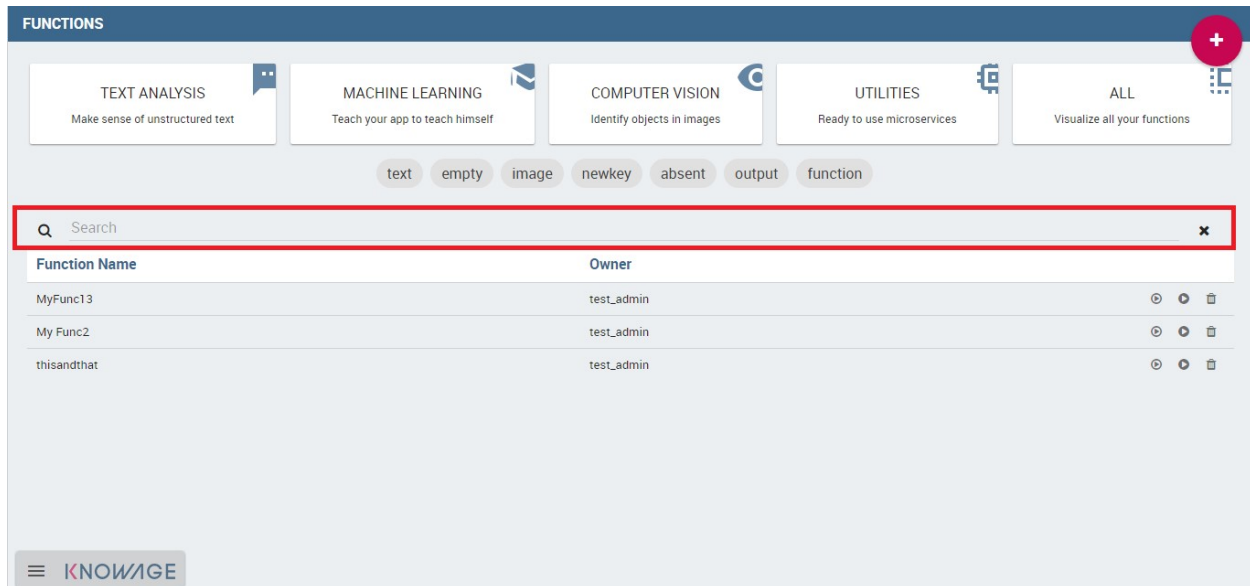 FUNCTIONS
+
TEXT ANALYSIS
Make sense of unstructured text
MACHINE LEARNING
Teach your app to teach himself
COMPUTER VISION
Identify objects in images
UTILITIES
Ready to use microservices
ALL
Visualize all your functions
text empty image newkey absent output function
Search
Function Name Owner
MyFunc13 test_admin
My Func2 test_admin
thisandthat test_admin
KNOWAGE